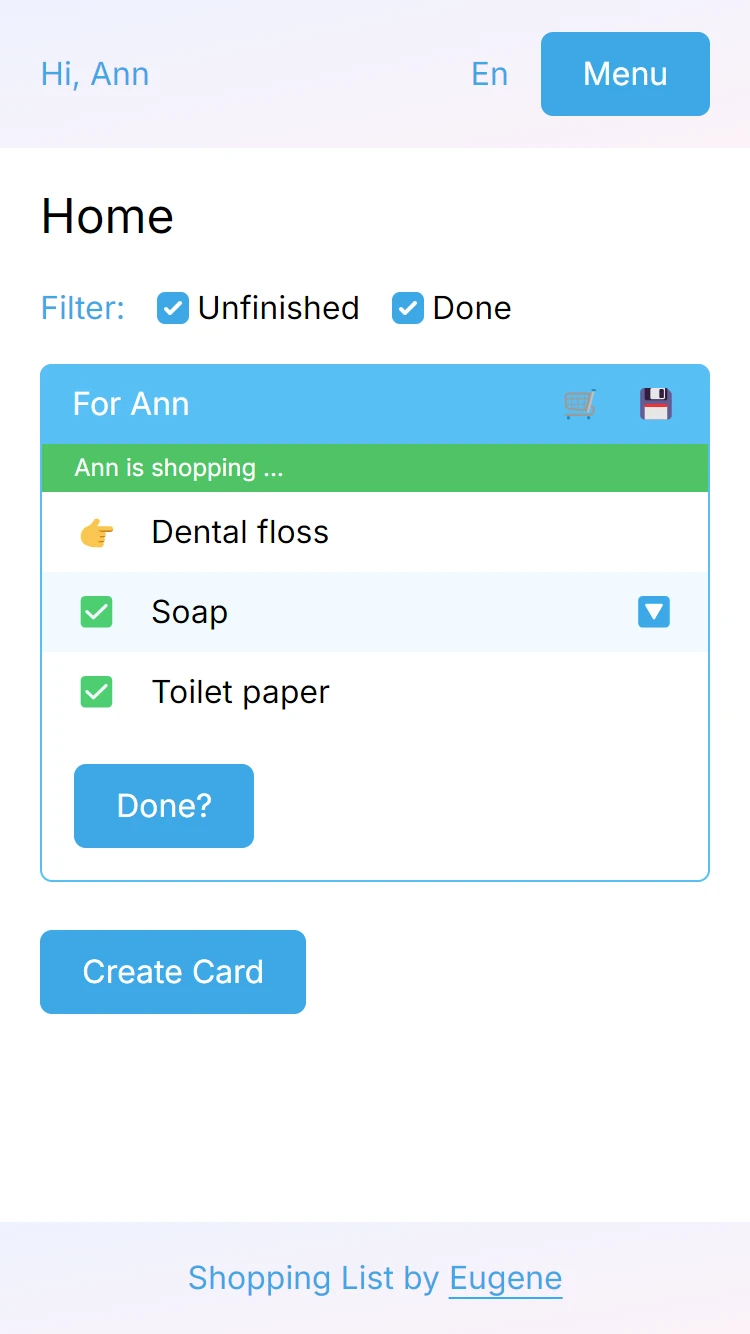 Hi, Ann En Menu
Home
Filter: Unfinished Done
For Ann
Ann is shopping ...
Dental floss
Soap
Toilet paper
Done?
Create Card
Shopping List by Eugene